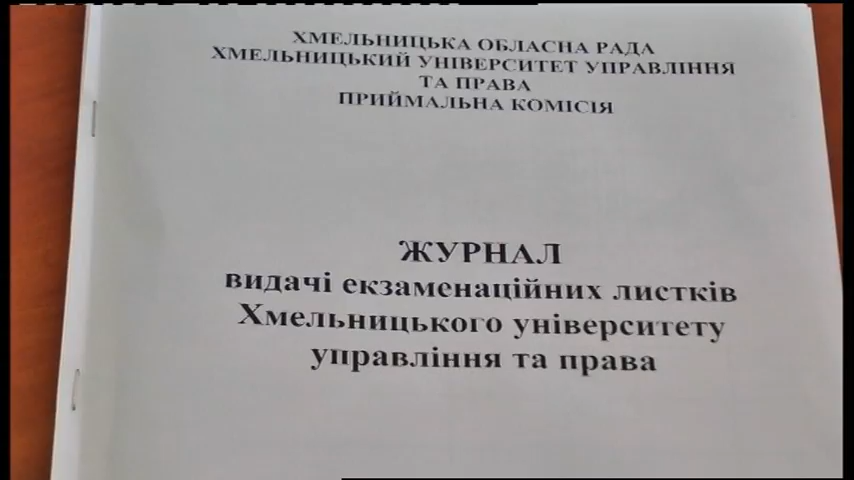 ХМЕЛЬНИЦЬКА ОБЛАСНА РАДА
ХМЕЛЬНИЦЬКИЙ УНІВЕРСИТЕТ УПРАВЛІННЯ
ТА ПРАВА
ПРИЙМАЛЬНА КОМІСІЯ
ЖУРНАЛ
видачі екзаменаційних листків
Хмельницького університету
управління та права